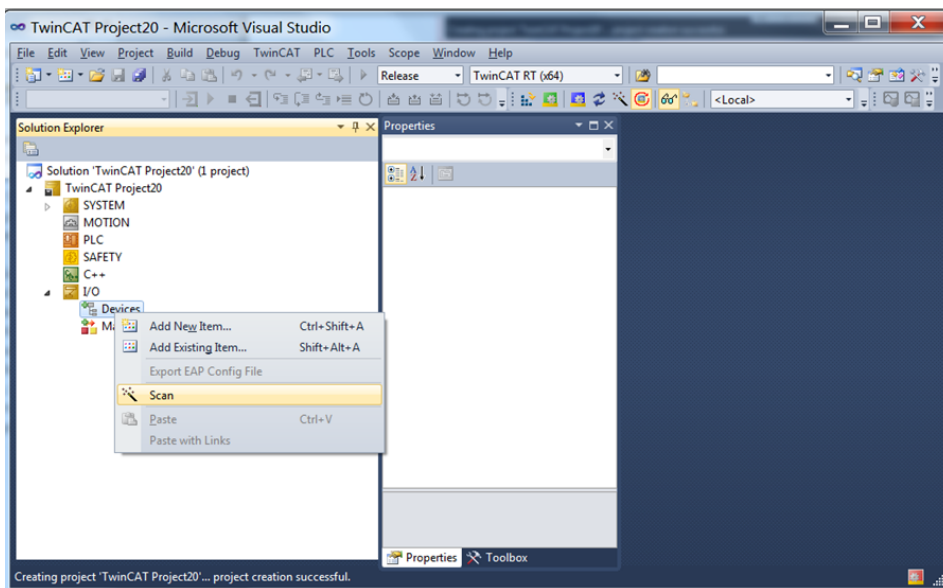 TwinCAT Project20 - Microsoft Visual Studio
File Edit View Project Build Debug TwinCAT PLC Tools Scope Window Help
Release TwinCAT RT (x64)
<Local>
Solution Explorer
Properties
Solution 'TwinCAT Project20' (1 project)
TwinCAT Project20
SYSTEM
MOTION
PLC
SAFETY
C++
I/O
Devices
Ma
Add New Item... Ctrl+Shift+A
Add Existing Item... Shift+Alt+A
Export EAP Config File
Scan
Paste Ctrl+V
Paste with Links
Properties Toolbox
Creating project 'TwinCAT Project20'... project creation successful.